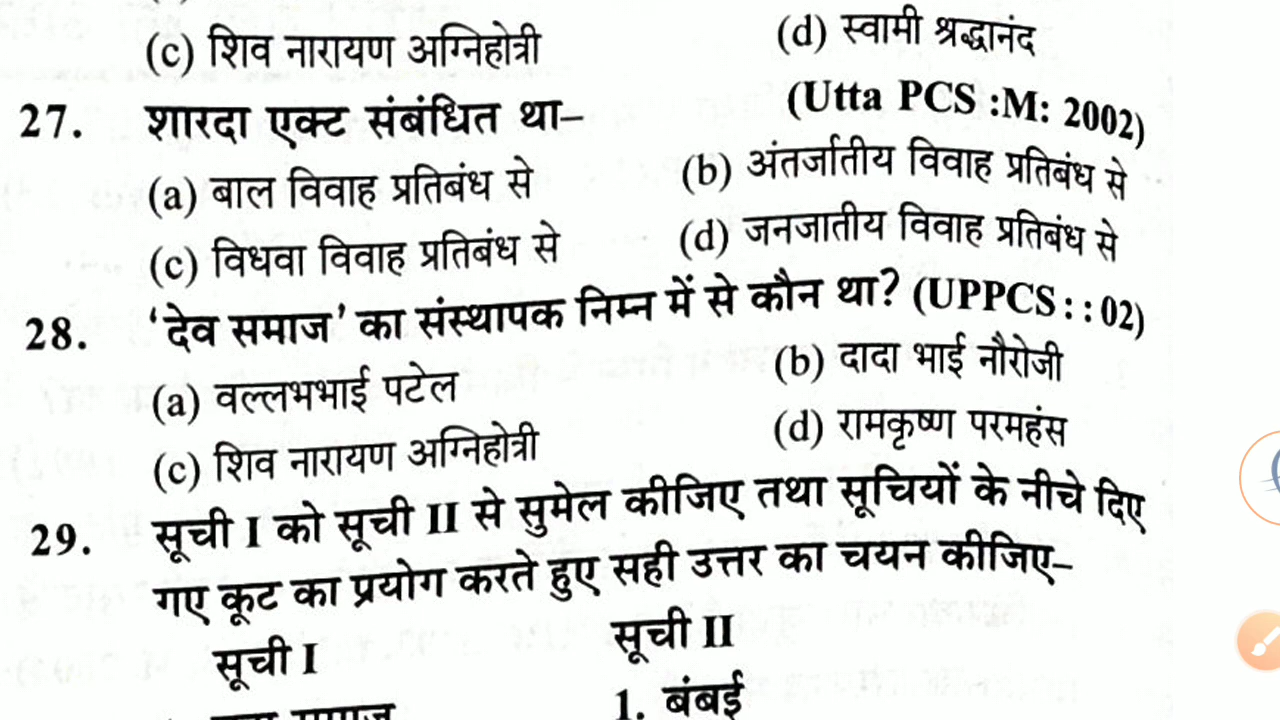 (c) शिव नारायण अग्निहोत्री (d) स्वामी श्रद्धानंद
27. शारदा एक्ट संबंधित था– (Utta PCS :M: 2002)
(a) बाल विवाह प्रतिबंध से (b) अंतर्जातीय विवाह प्रतिबंध से
(c) विधवा विवाह प्रतिबंध से (d) जनजातीय विवाह प्रतिबंध से
28. 'देव समाज' का संस्थापक निम्न में से कौन था? (UPPCS : : 02)
(a) वल्लभभाई पटेल (b) दादा भाई नौरोजी
(c) शिव नारायण अग्निहोत्री (d) रामकृष्ण परमहंस
29. सूची I को सूची II से सुमेल कीजिए तथा सूचियों के नीचे दिए
गए कूट का प्रयोग करते हुए सही उत्तर का चयन कीजिए–
सूची I सूची II
1. बंबई